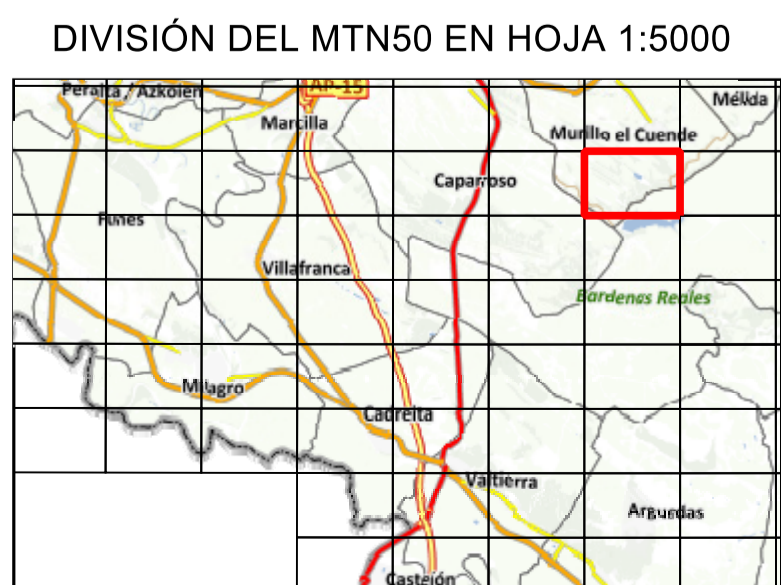 DIVISIÓN DEL MTN50 EN HOJA 1:5000
AP-15
Peralta / Azkoien
Mélida
Marcilla
Murillo el Cuende
Caparroso
Funes
Villafranca
Bardenas Reales
Milagro
Cadreita
Valtierra
Arguedas
Castejón